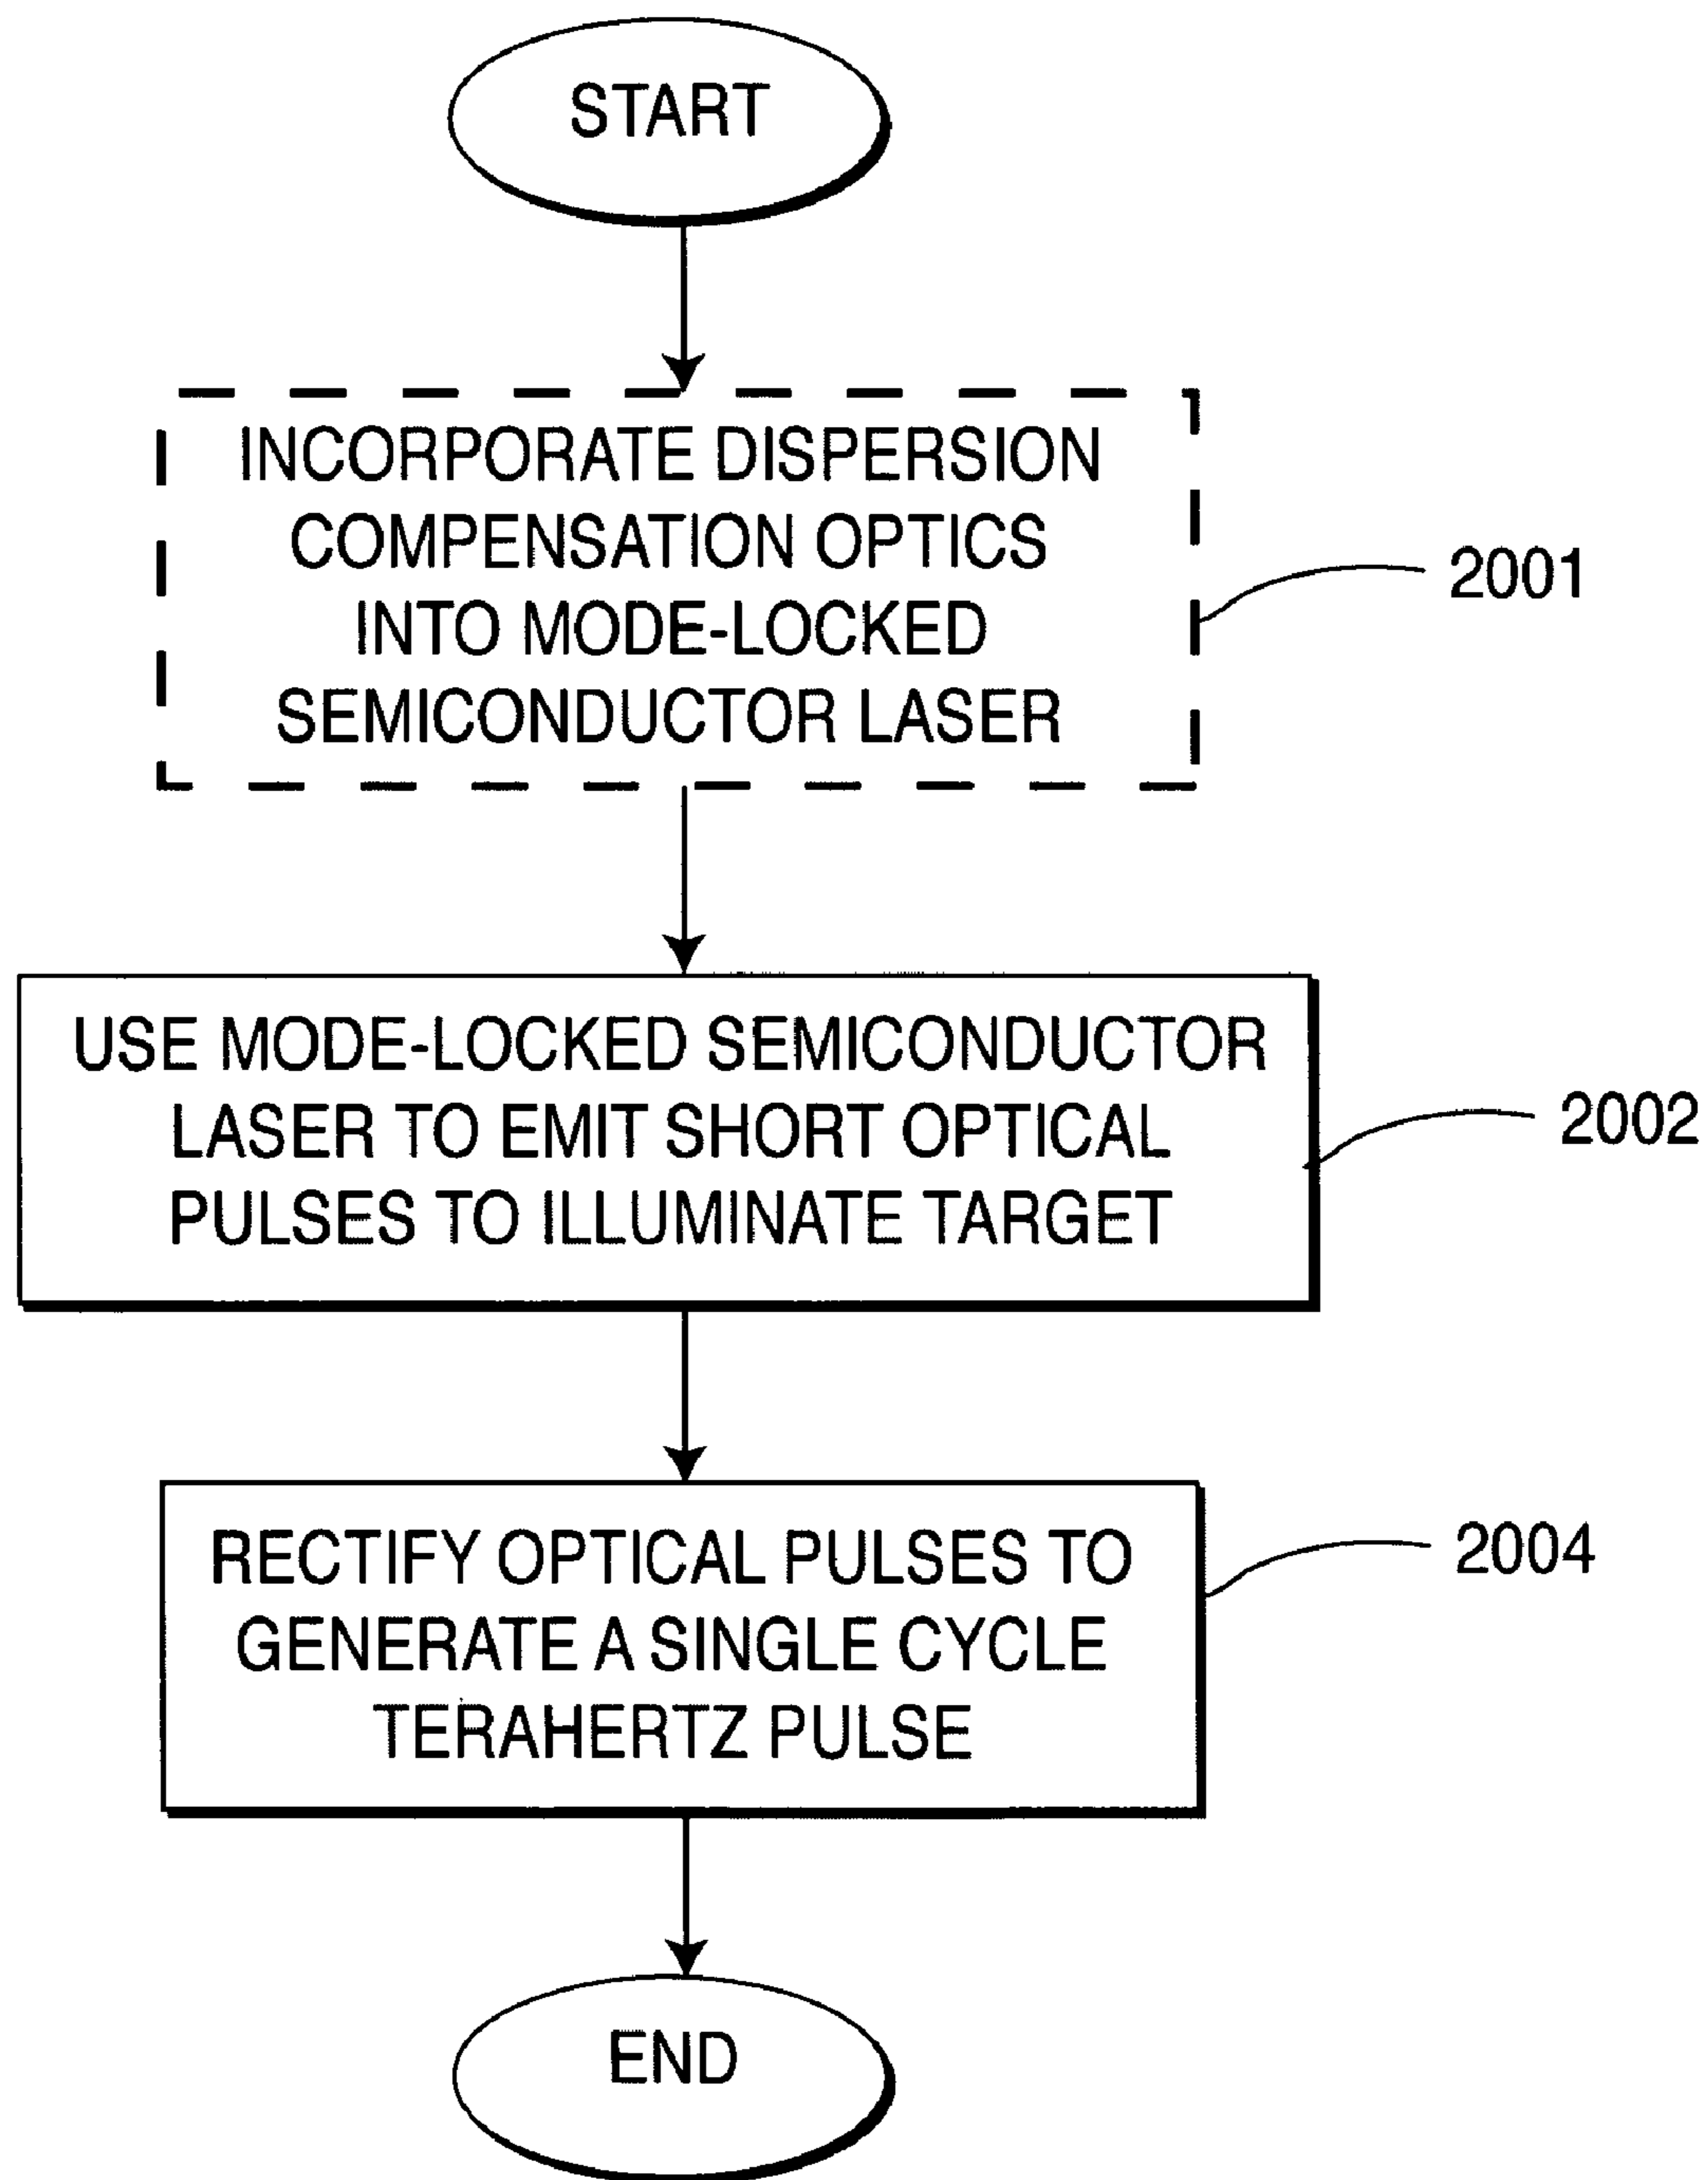 START
INCORPORATE DISPERSION
COMPENSATION OPTICS
INTO MODE-LOCKED
SEMICONDUCTOR LASER
2001
USE MODE-LOCKED SEMICONDUCTOR
LASER TO EMIT SHORT OPTICAL
PULSES TO ILLUMINATE TARGET
2002
RECTIFY OPTICAL PULSES TO
GENERATE A SINGLE CYCLE
TERAHERTZ PULSE
2004
END